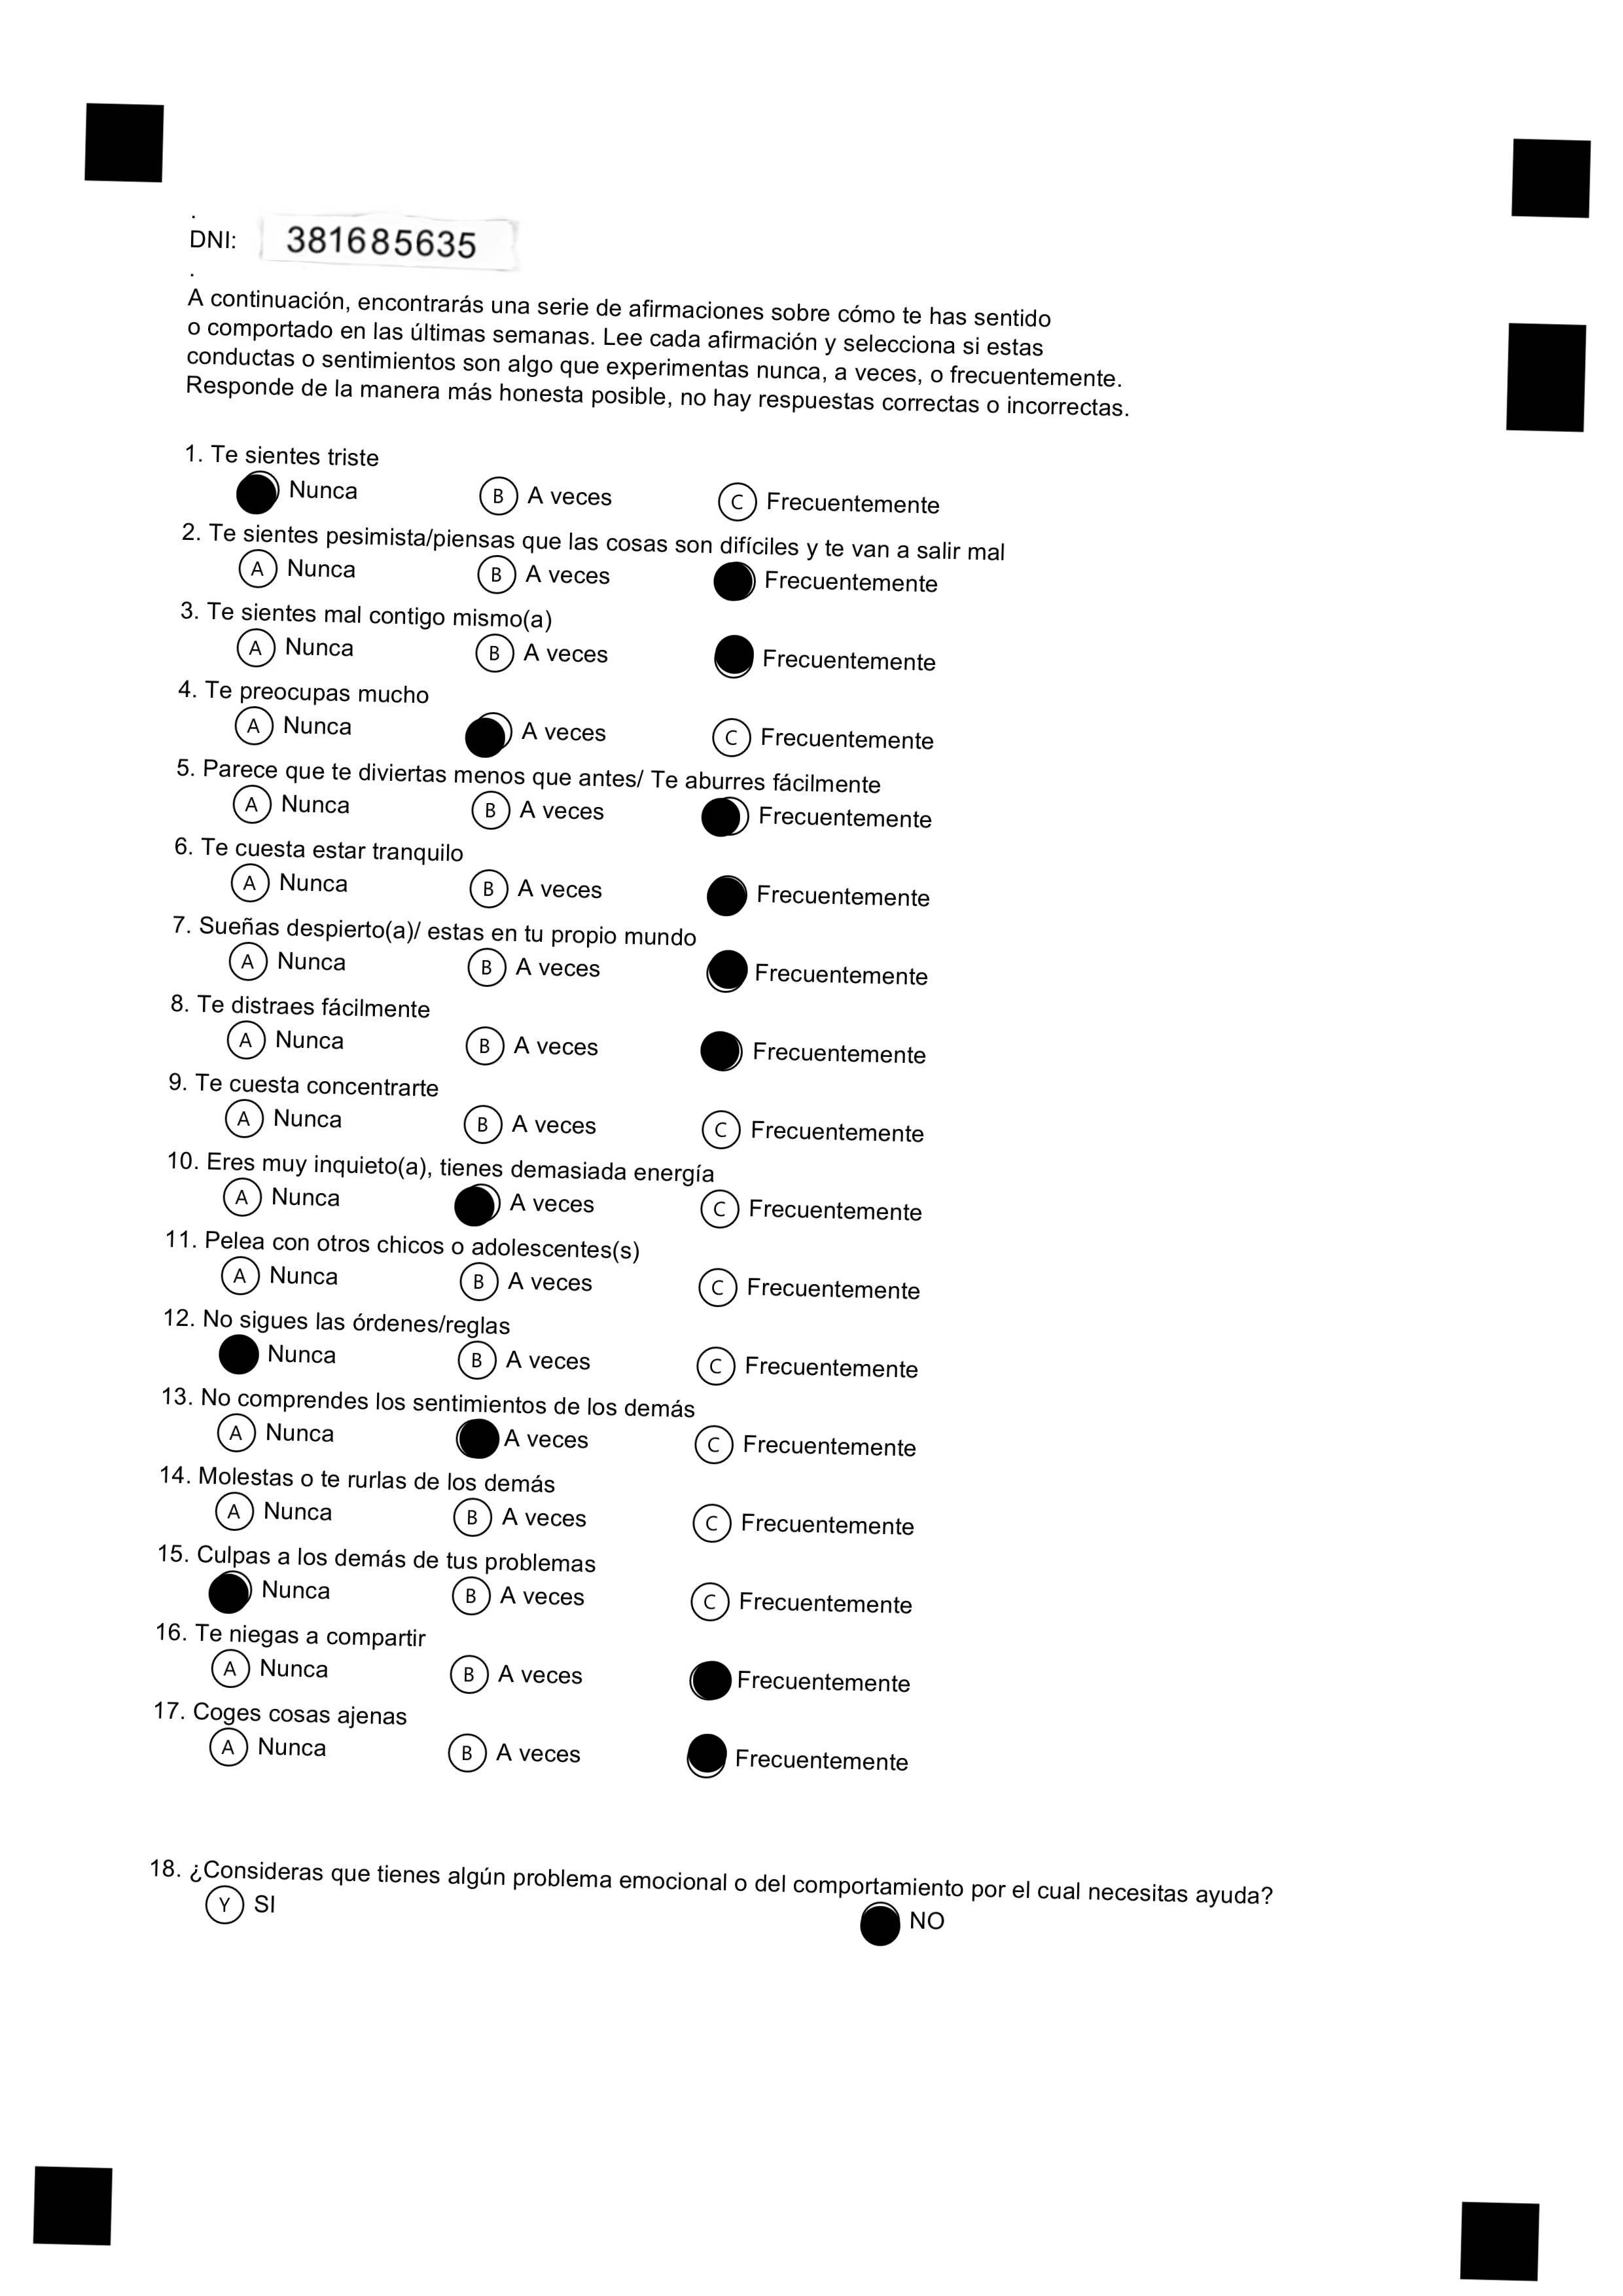 .
DNI: 381685635
.
A continuación, encontrarás una serie de afirmaciones sobre cómo te has sentido
o comportado en las últimas semanas. Lee cada afirmación y selecciona si estas
conductas o sentimientos son algo que experimentas nunca, a veces, o frecuentemente.
Responde de la manera más honesta posible, no hay respuestas correctas o incorrectas.
1. Te sientes triste
Nunca B A veces C Frecuentemente
2. Te sientes pesimista/piensas que las cosas son difíciles y te van a salir mal
A Nunca B A veces Frecuentemente
3. Te sientes mal contigo mismo(a)
A Nunca B A veces Frecuentemente
4. Te preocupas mucho
A Nunca A veces C Frecuentemente
5. Parece que te diviertas menos que antes/ Te aburres fácilmente
A Nunca B A veces Frecuentemente
6. Te cuesta estar tranquilo
A Nunca B A veces Frecuentemente
7. Sueñas despierto(a)/ estas en tu propio mundo
A Nunca B A veces Frecuentemente
8. Te distraes fácilmente
A Nunca B A veces Frecuentemente
9. Te cuesta concentrarte
A Nunca B A veces C Frecuentemente
10. Eres muy inquieto(a), tienes demasiada energía
A Nunca A veces C Frecuentemente
11. Pelea con otros chicos o adolescentes(s)
A Nunca B A veces C Frecuentemente
12. No sigues las órdenes/reglas
Nunca B A veces C Frecuentemente
13. No comprendes los sentimientos de los demás
A Nunca A veces C Frecuentemente
14. Molestas o te rurlas de los demás
A Nunca B A veces C Frecuentemente
15. Culpas a los demás de tus problemas
Nunca B A veces C Frecuentemente
16. Te niegas a compartir
A Nunca B A veces Frecuentemente
17. Coges cosas ajenas
A Nunca B A veces Frecuentemente
18. ¿Consideras que tienes algún problema emocional o del comportamiento por el cual necesitas ayuda?
Y SI NO